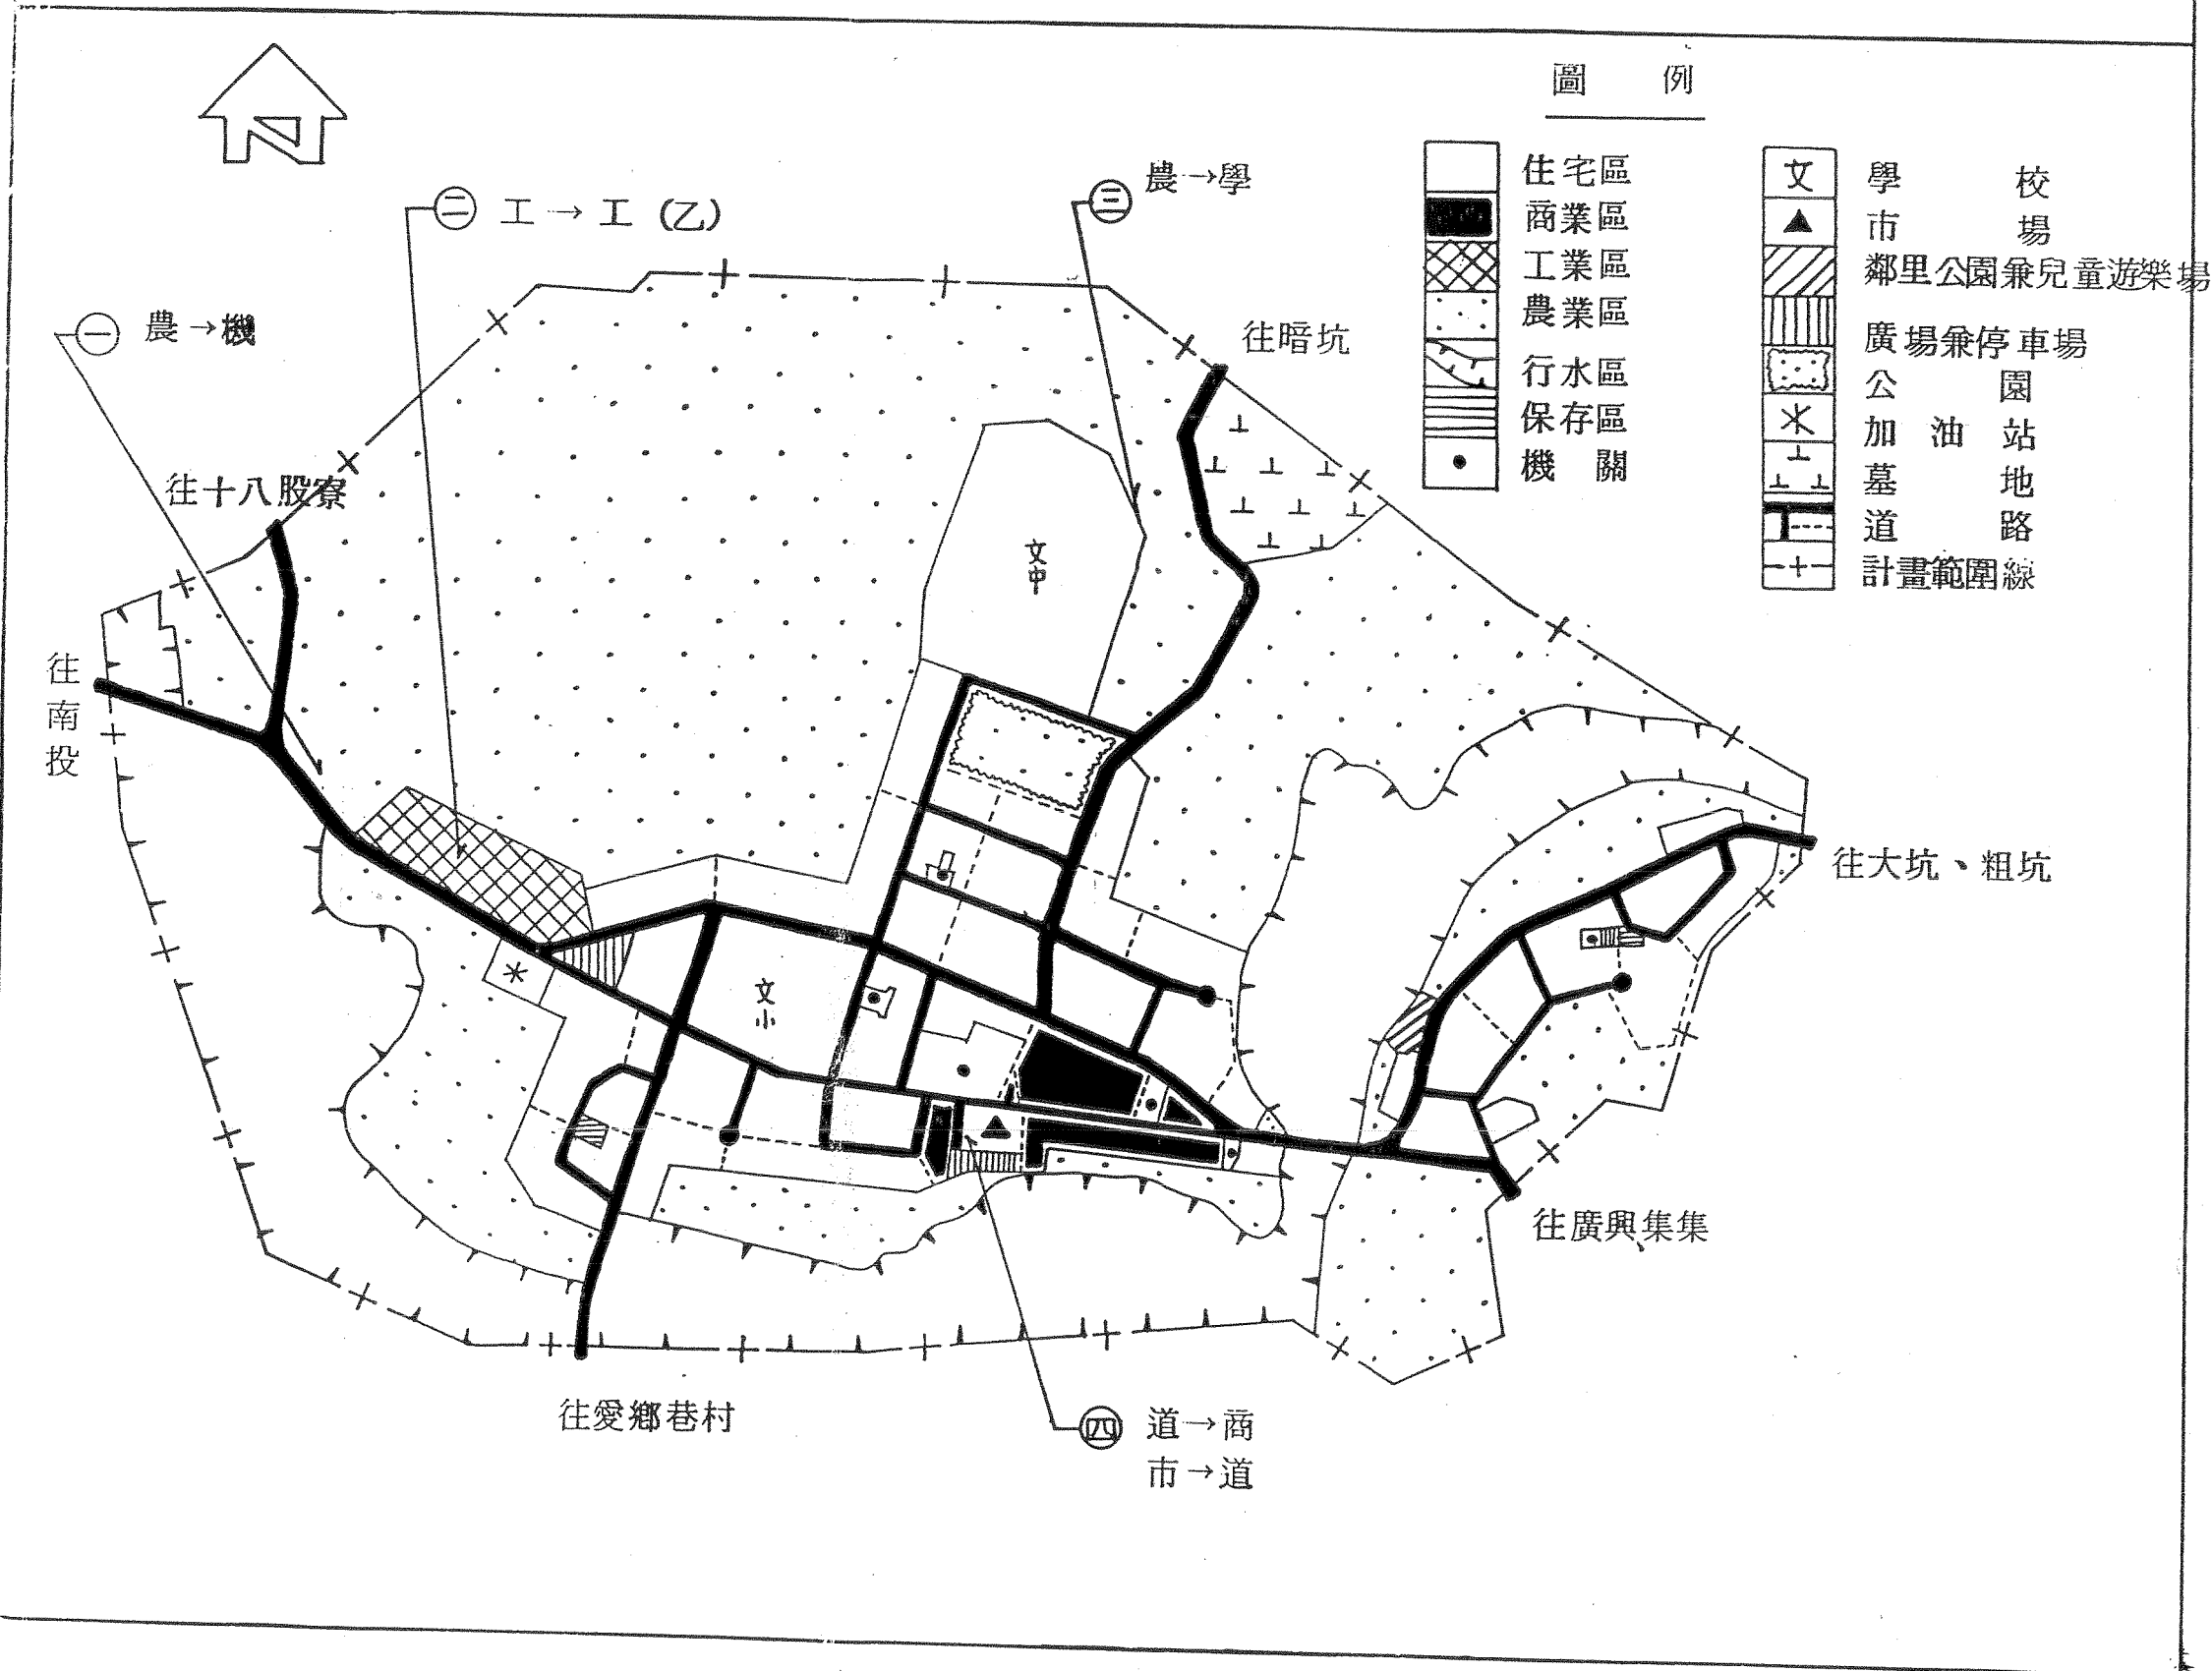 圖 例
住宅區
商業區
工業區
農業區
行水區
保存區
機 關
文 學 校
市 場
鄰里公園兼兒童遊樂場
廣場兼停車場
公 園
加 油 站
墓 地
道 路
計畫範圍線
N
㊀ 農→機
㊁ 工→工(乙)
㊂ 農→學
往暗坑
往十八股寮
往南投
文中
文小
往大坑、粗坑
往廣興、集集
往愛鄉巷村
㊃ 道→商
市→道